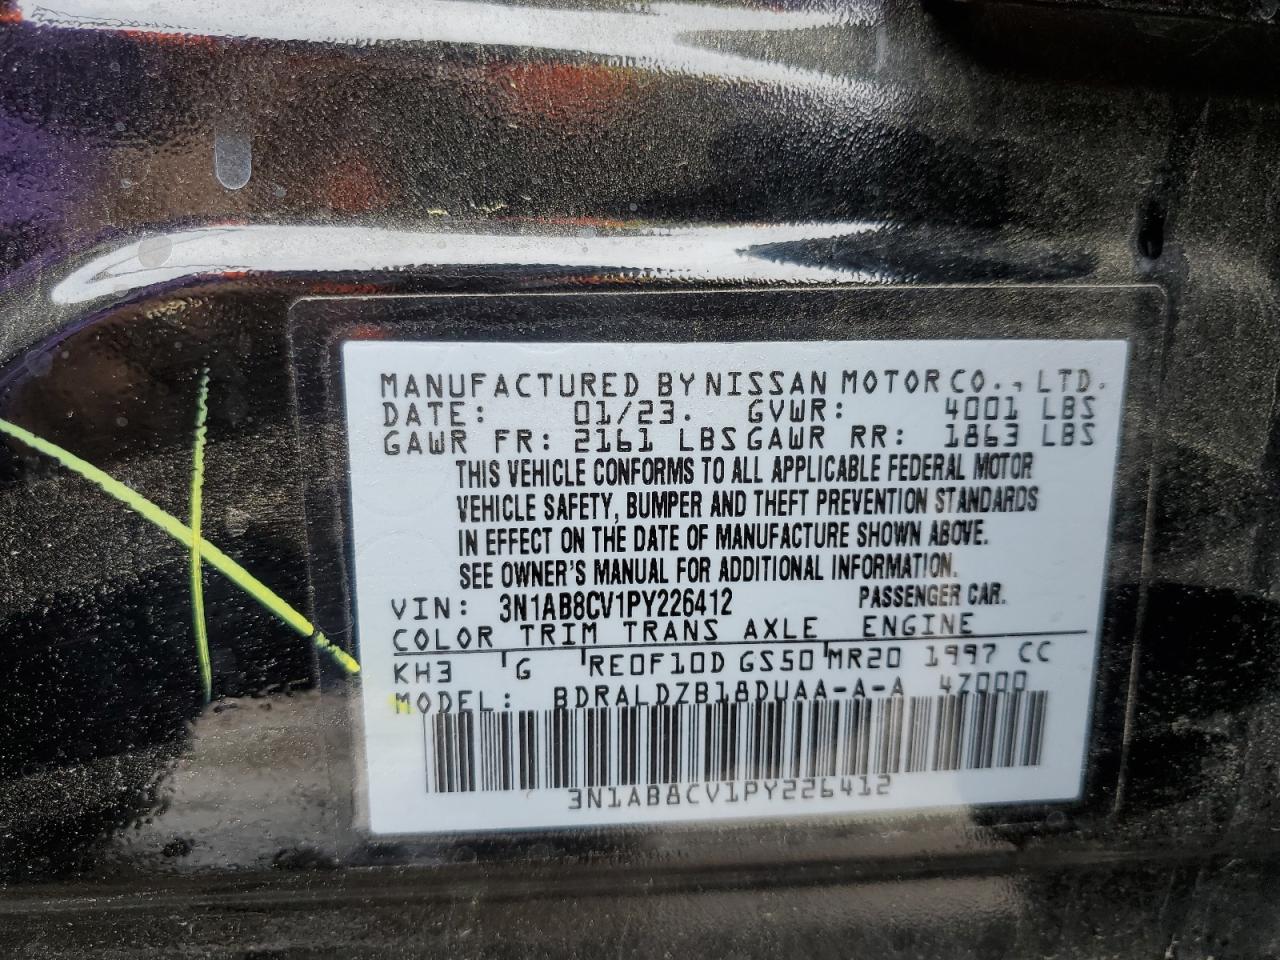 MANUFACTURED BY NISSAN MOTOR CO., LTD.
DATE: 01/23. GVWR: 4001 LBS
GAWR FR: 2161 LBS GAWR RR: 1863 LBS
THIS VEHICLE CONFORMS TO ALL APPLICABLE FEDERAL MOTOR
VEHICLE SAFETY, BUMPER AND THEFT PREVENTION STANDARDS
IN EFFECT ON THE DATE OF MANUFACTURE SHOWN ABOVE.
SEE OWNER'S MANUAL FOR ADDITIONAL INFORMATION.
VIN: 3N1AB8CV1PY226412 PASSENGER CAR.
COLOR TRIM TRANS AXLE ENGINE
KH3 G RE0F10D GS50 MR20 1997 CC
MODEL: BDRALDZB18DUAA-A-A 4Z000
3N1AB8CV1PY226412